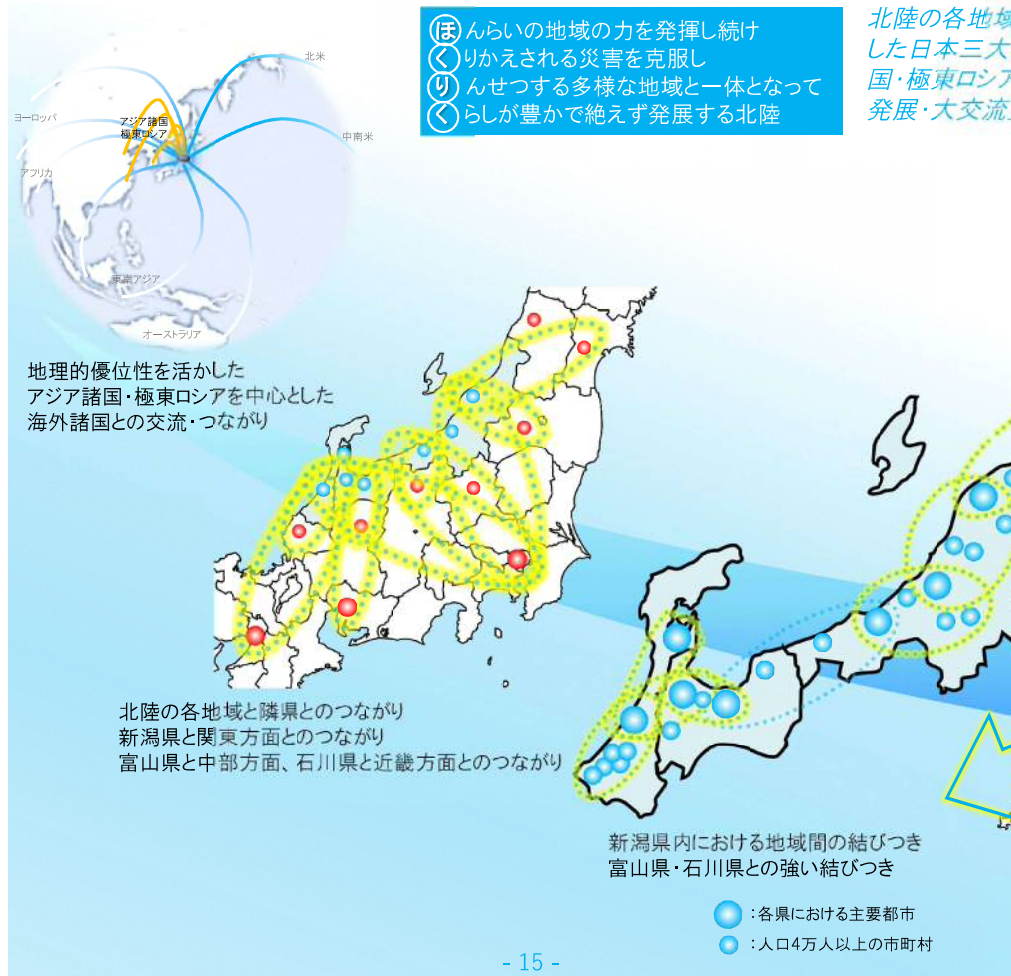 ほんらいの地域の力を発揮し続け
くりかえされる災害を克服し
りんせつする多様な地域と一体となって
くらしが豊かで絶えず発展する北陸
北陸の各地域
した日本三大
国・極東ロシア
発展・大交流
北米
ヨーロッパ
アジア諸国
極東ロシア
中南米
アフリカ
東南アジア
オーストラリア
地理的優位性を活かした
アジア諸国・極東ロシアを中心とした
海外諸国との交流・つながり
北陸の各地域と隣県とのつながり
新潟県と関東方面とのつながり
富山県と中部方面、石川県と近畿方面とのつながり
新潟県内における地域間の結びつき
富山県・石川県との強い結びつき
：各県における主要都市
：人口4万人以上の市町村
- 15 -